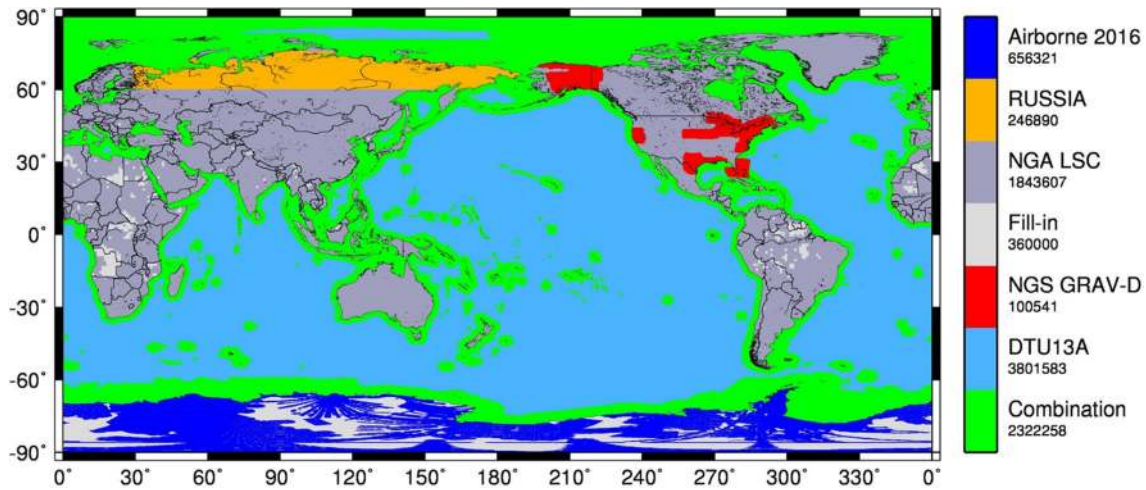 90°
60°
30°
0°
-30°
-60°
-90°
0° 30° 60° 90° 120° 150° 180° 210° 240° 270° 300° 330° 0°
Airborne 2016
656321
RUSSIA
246890
NGA LSC
1843607
Fill-in
360000
NGS GRAV-D
100541
DTU13A
3801583
Combination
2322258